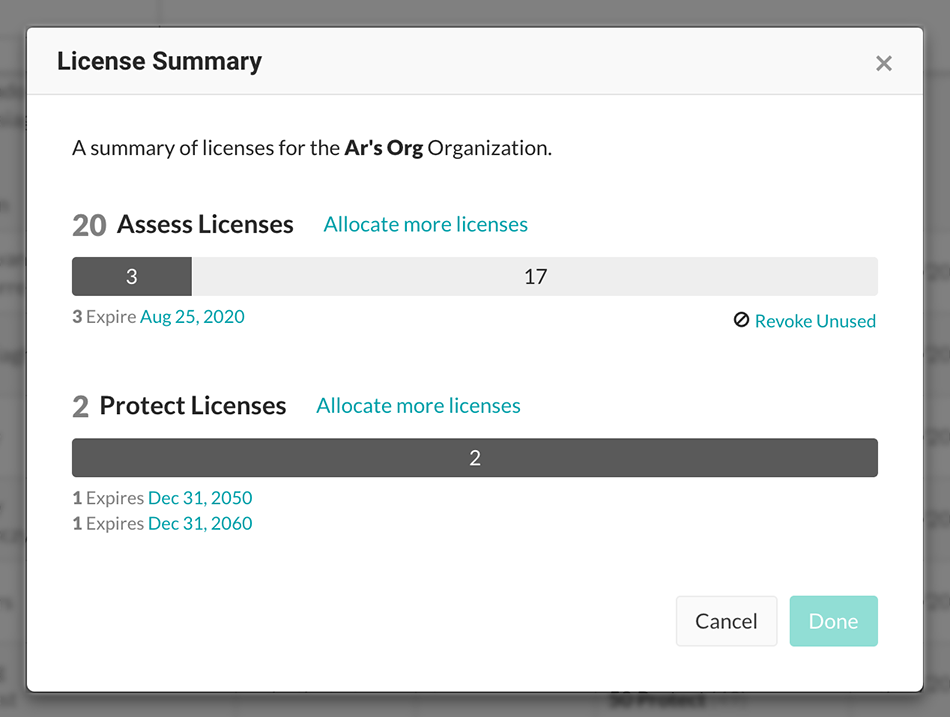 License Summary ×
A summary of licenses for the Ar's Org Organization.
20 Assess Licenses Allocate more licenses
3 17
3 Expire Aug 25, 2020 Revoke Unused
2 Protect Licenses Allocate more licenses
2
1 Expires Dec 31, 2050
1 Expires Dec 31, 2060
Cancel Done
50 Protect